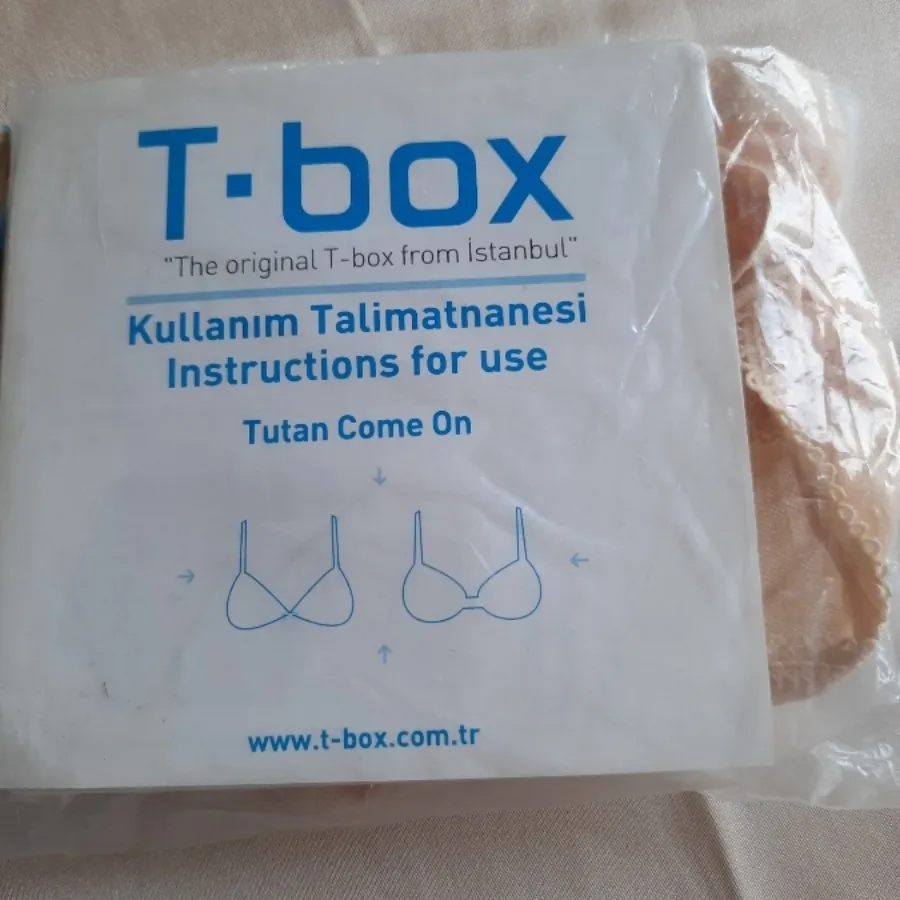 T·box
"The original T-box from İstanbul"
Kullanım Talimatnanesi
Instructions for use
Tutan Come On
www.t-box.com.tr